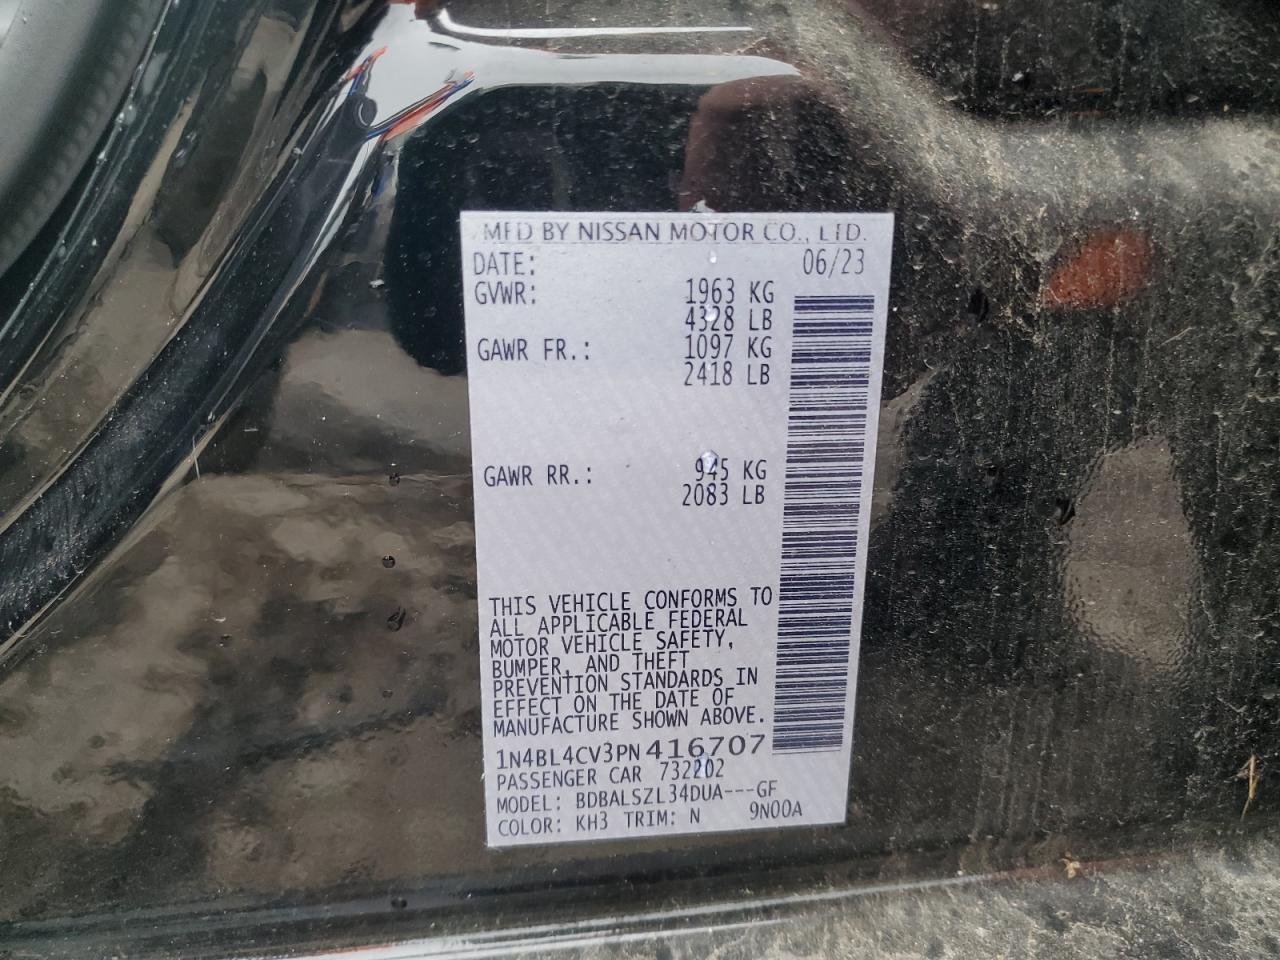 MFD BY NISSAN MOTOR CO., LTD.
DATE: 06/23
GVWR: 1963 KG
4328 LB
GAWR FR.: 1097 KG
2418 LB
GAWR RR.: 945 KG
2083 LB
THIS VEHICLE CONFORMS TO
ALL APPLICABLE FEDERAL
MOTOR VEHICLE SAFETY,
BUMPER, AND THEFT
PREVENTION STANDARDS IN
EFFECT ON THE DATE OF
MANUFACTURE SHOWN ABOVE.
1N4BL4CV3PN416707
PASSENGER CAR 732202
MODEL: BDBALSZL34DUA---GF
COLOR: KH3 TRIM: N 9N00A